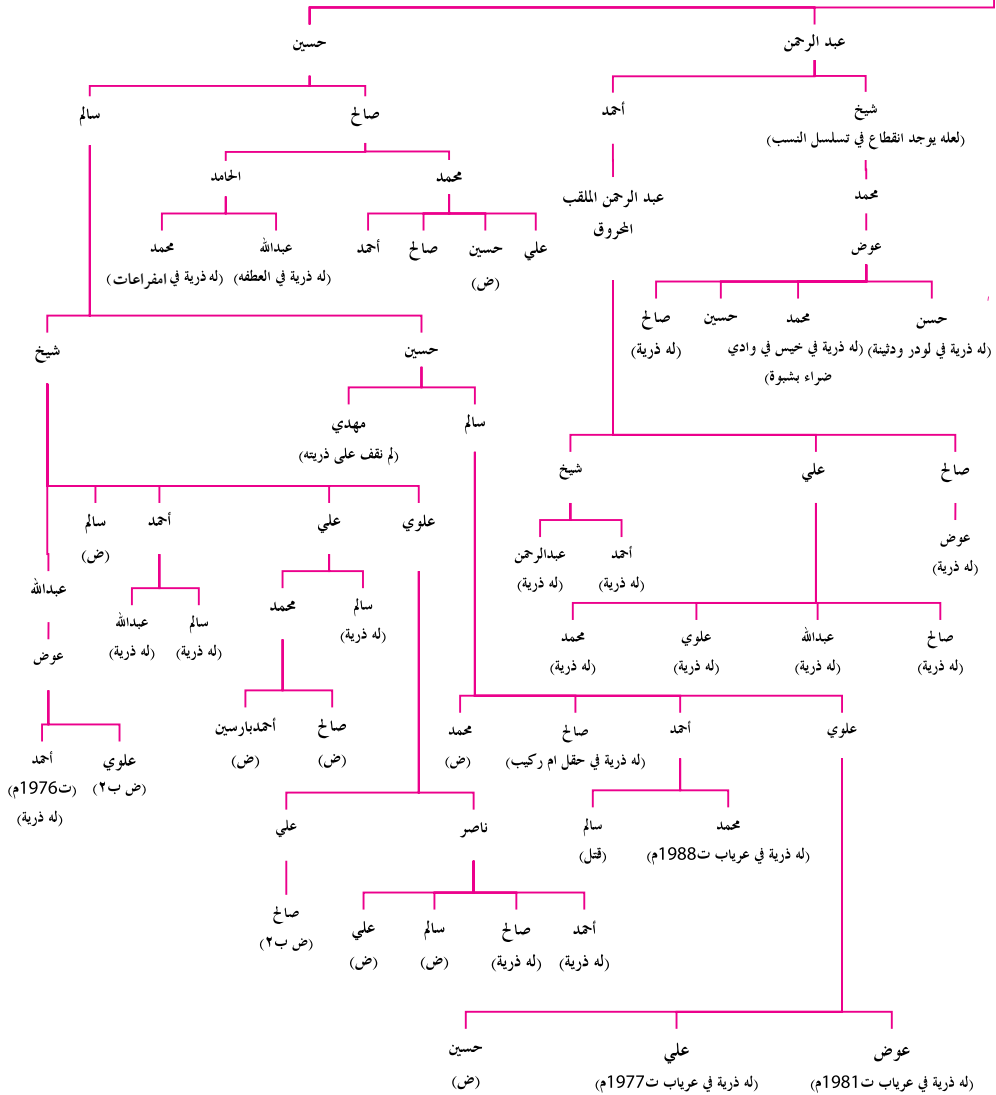 عبد الرحمن
حسين
شيخ
(لعله يوجد انقطاع في تسلسل النسب)
أحمد
صالح
سالم
محمد
عبد الرحمن الملقب
المحروق
محمد
الحامد
عوض
علي
حسين
(ض)
صالح
أحمد
عبدالله
(له ذرية في العطفه)
محمد
(له ذرية في امفراعات)
حسن
(له ذرية في لودر ودثينة)
محمد
(له ذرية في خيس في وادي
ضراء بشبوة)
حسين
صالح
(له ذرية)
حسين
شيخ
سالم
مهدي
(لم نقف على ذريته)
صالح
علي
شيخ
عوض
(له ذرية)
أحمد
(له ذرية)
عبدالرحمن
(له ذرية)
علوي
علي
أحمد
سالم
(ض)
عبدالله
سالم
(له ذرية)
محمد
سالم
(له ذرية)
عبدالله
(له ذرية)
عوض
صالح
(له ذرية)
عبدالله
(له ذرية)
علوي
(له ذرية)
محمد
(له ذرية)
علوي
أحمد
صالح
(له ذرية في حقل ام ركيب)
محمد
(ض)
صالح
(ض)
أحمدبارسين
(ض)
علوي
(ض ب٢)
أحمد
(ت1976م)
(له ذرية)
محمد
(له ذرية في عرياب ت1988م)
سالم
(قتل)
ناصر
علي
أحمد
(له ذرية)
صالح
(له ذرية)
سالم
(ض)
علي
(ض)
صالح
(ض ب٢)
عوض
(له ذرية في عرياب ت1981م)
علي
(له ذرية في عرياب ت1977م)
حسين
(ض)